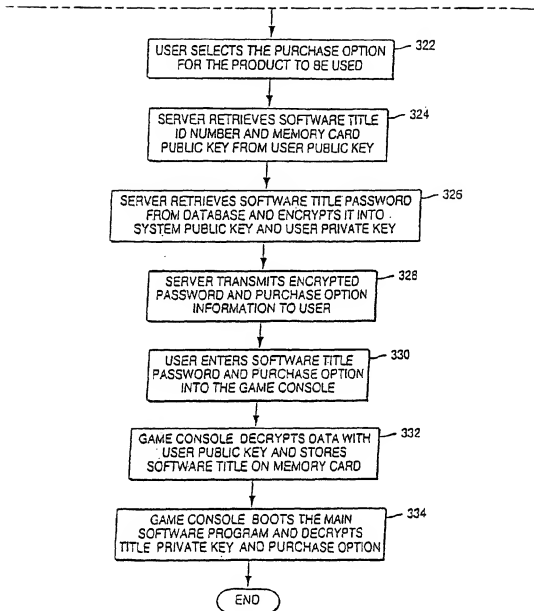 USER SELECTS THE PURCHASE OPTION
FOR THE PRODUCT TO BE USED
322
SERVER RETRIEVES SOFTWARE TITLE
ID NUMBER AND MEMORY CARD
PUBLIC KEY FROM USER PUBLIC KEY
324
SERVER RETRIEVES SOFTWARE TITLE PASSWORD
FROM DATABASE AND ENCRYPTS IT INTO
SYSTEM PUBLIC KEY AND USER PRIVATE KEY
326
SERVER TRANSMITS ENCRYPTED
PASSWORD AND PURCHASE OPTION
INFORMATION TO USER
328
USER ENTERS SOFTWARE TITLE
PASSWORD AND PURCHASE OPTION
INTO THE GAME CONSOLE
330
GAME CONSOLE DECRYPTS DATA WITH
USER PUBLIC KEY AND STORES
SOFTWARE TITLE ON MEMORY CARD
332
GAME CONSOLE BOOTS THE MAIN
SOFTWARE PROGRAM AND DECRYPTS
TITLE PRIVATE KEY AND PURCHASE OPTION
334
END